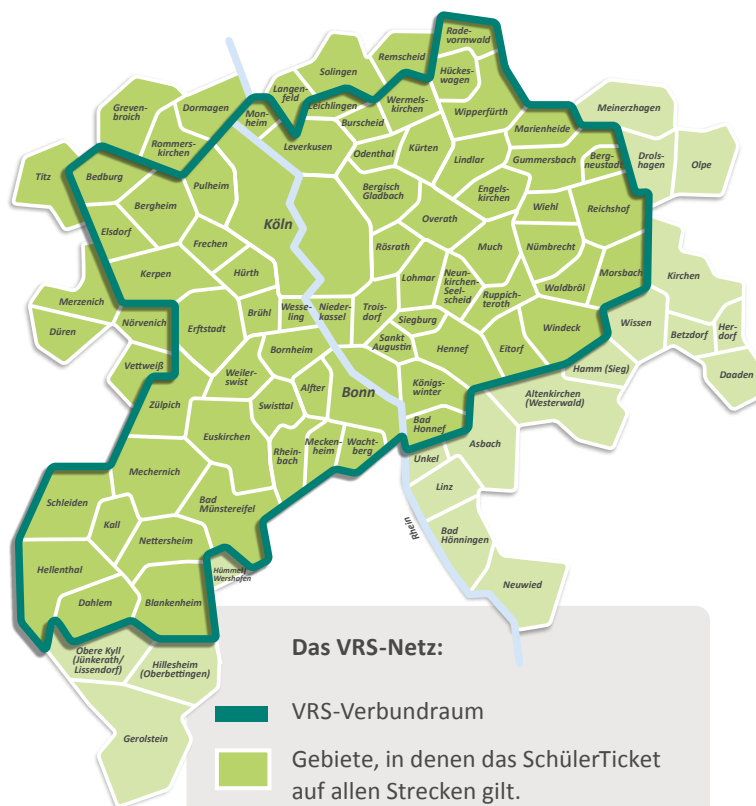 Rade-
vormwald
Remscheid
Solingen
Hückes-
wagen
Langen-
feld
Leichlingen
Wermels-
kirchen
Wipperfürth
Meinerzhagen
Greven-
broich
Dormagen
Mon-
heim
Burscheid
Marienheide
Rommers-
kirchen
Leverkusen
Odenthal
Kürten
Lindlar
Gummersbach
Berg-
neustadt
Drols-
hagen
Olpe
Titz
Bedburg
Pulheim
Bergheim
Bergisch
Gladbach
Engels-
kirchen
Wiehl
Reichshof
Köln
Overath
Elsdorf
Frechen
Rösrath
Much
Nümbrecht
Kerpen
Hürth
Lohmar
Neun-
kirchen-
Seel-
scheid
Ruppich-
teroth
Waldbröl
Morsbach
Kirchen
Merzenich
Düren
Nörvenich
Erftstadt
Brühl
Wesse-
ling
Nieder-
kassel
Trois-
dorf
Siegburg
Sankt
Augustin
Hennef
Eitorf
Windeck
Wissen
Betzdorf
Her-
dorf
Daaden
Vettweiß
Bornheim
Weiler-
swist
Alfter
Bonn
Königs-
winter
Hamm (Sieg)
Altenkirchen
(Westerwald)
Zülpich
Swisttal
Euskirchen
Rhein-
bach
Mecken-
heim
Wacht-
berg
Bad
Honnef
Asbach
Unkel
Mechernich
Linz
Schleiden
Bad
Münstereifel
Kall
Rhein
Nettersheim
Bad
Hönningen
Hellenthal
Hümmel/
Wershofen
Neuwied
Dahlem
Blankenheim
Obere Kyll
(Jünkerath/
Lissendorf)
Hillesheim
(Oberbettingen)
Gerolstein
Das VRS-Netz:
VRS-Verbundraum
Gebiete, in denen das SchülerTicket
auf allen Strecken gilt.